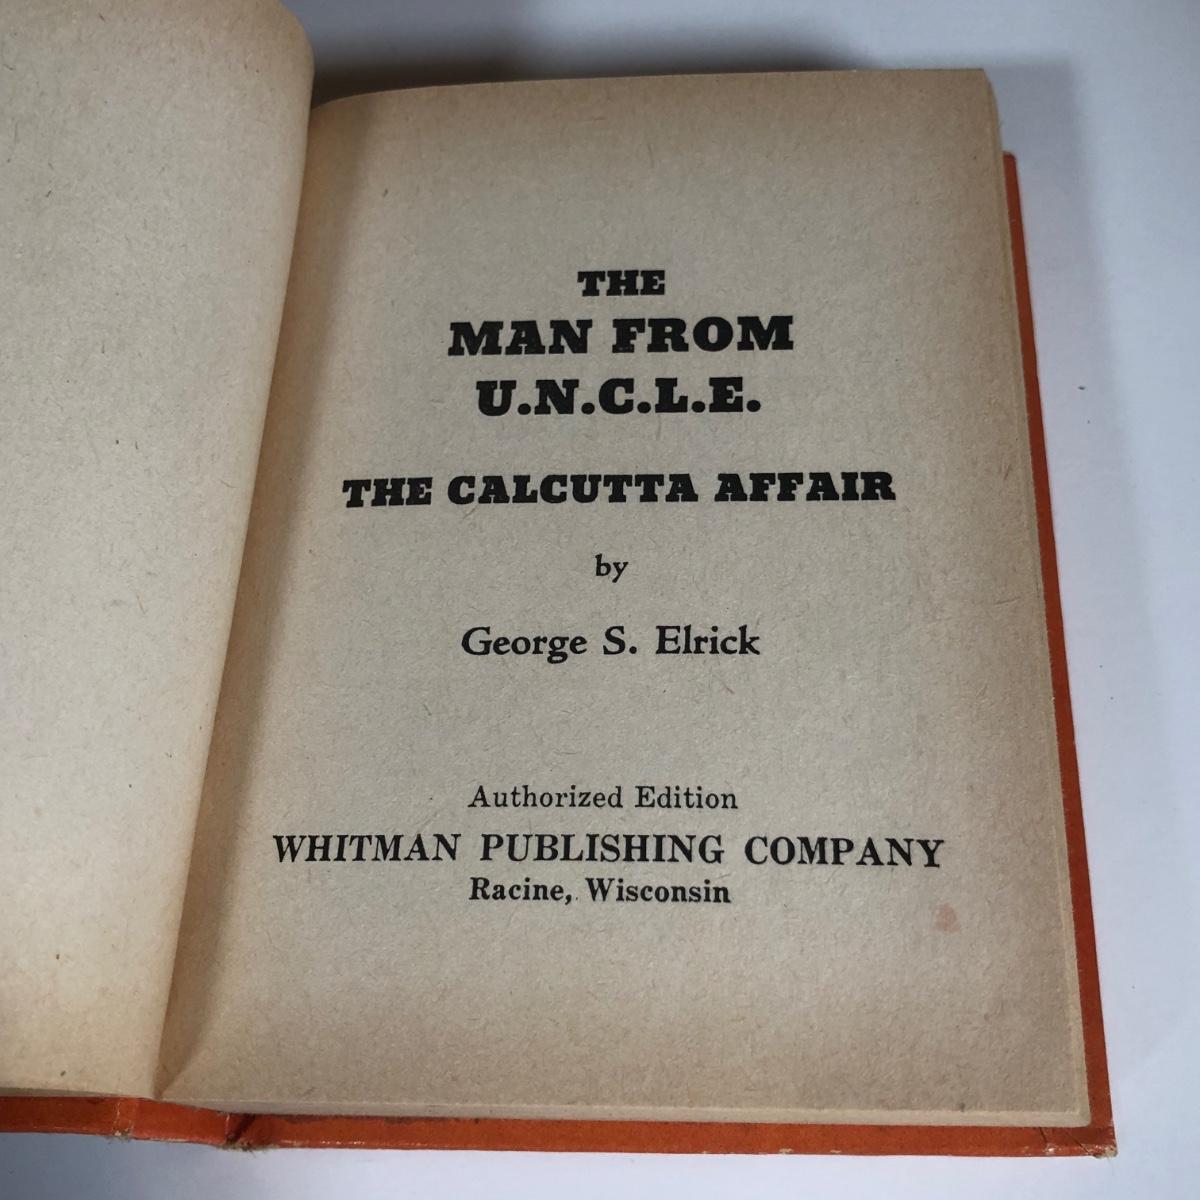 THE
MAN FROM
U.N.C.L.E.
THE CALCUTTA AFFAIR
by
George S. Elrick
Authorized Edition
WHITMAN PUBLISHING COMPANY
Racine, Wisconsin